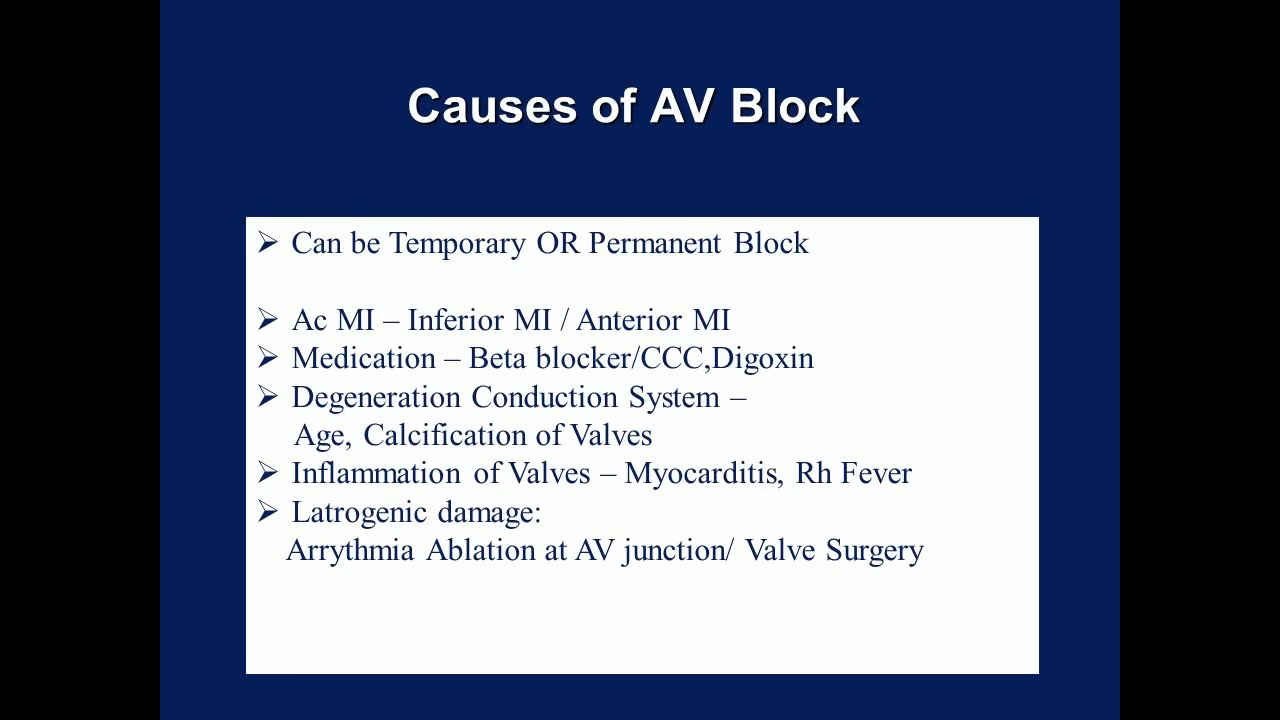 Causes of AV Block
➢ Can be Temporary OR Permanent Block
➢ Ac MI – Inferior MI / Anterior MI
➢ Medication – Beta blocker/CCC,Digoxin
➢ Degeneration Conduction System –
Age, Calcification of Valves
➢ Inflammation of Valves – Myocarditis, Rh Fever
➢ Latrogenic damage:
Arrythmia Ablation at AV junction/ Valve Surgery